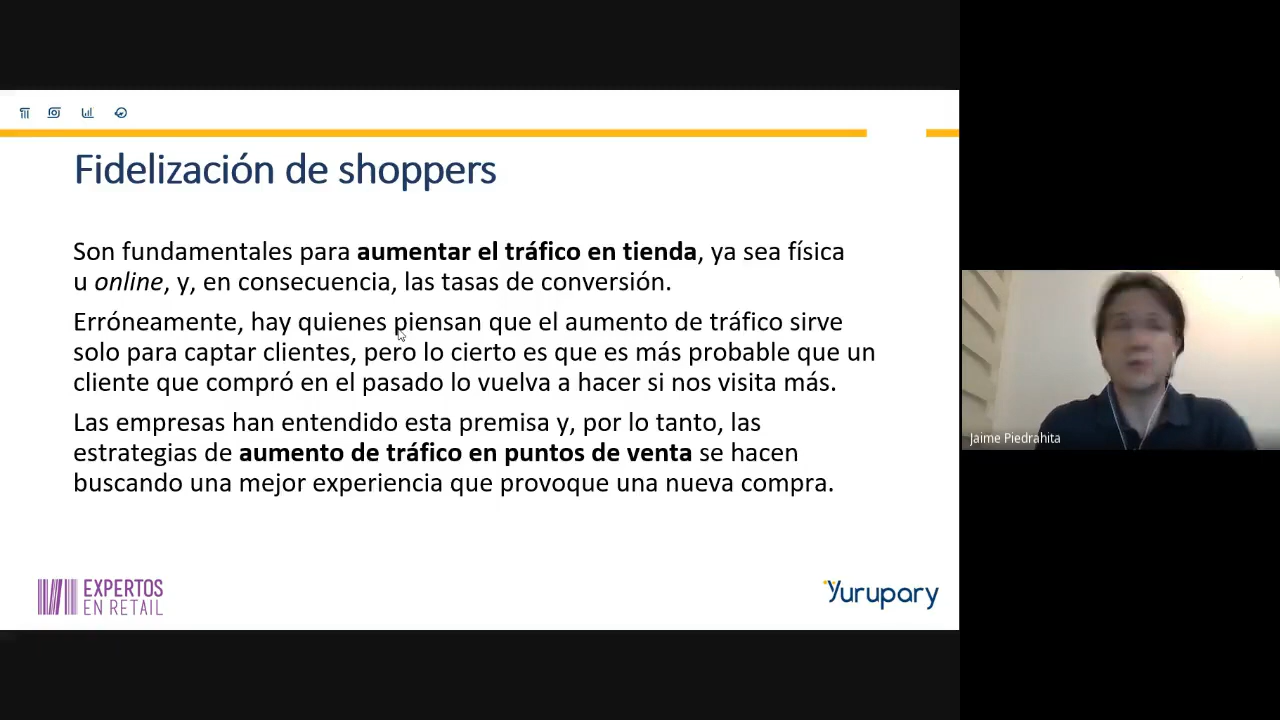 Fidelización de shoppers
Son fundamentales para aumentar el tráfico en tienda, ya sea física
u online, y, en consecuencia, las tasas de conversión.
Erróneamente, hay quienes piensan que el aumento de tráfico sirve
solo para captar clientes, pero lo cierto es que es más probable que un
cliente que compró en el pasado lo vuelva a hacer si nos visita más.
Las empresas han entendido esta premisa y, por lo tanto, las
estrategias de aumento de tráfico en puntos de venta se hacen
buscando una mejor experiencia que provoque una nueva compra.
EXPERTOS
EN RETAIL
Yurupary
Jaime Piedrahita